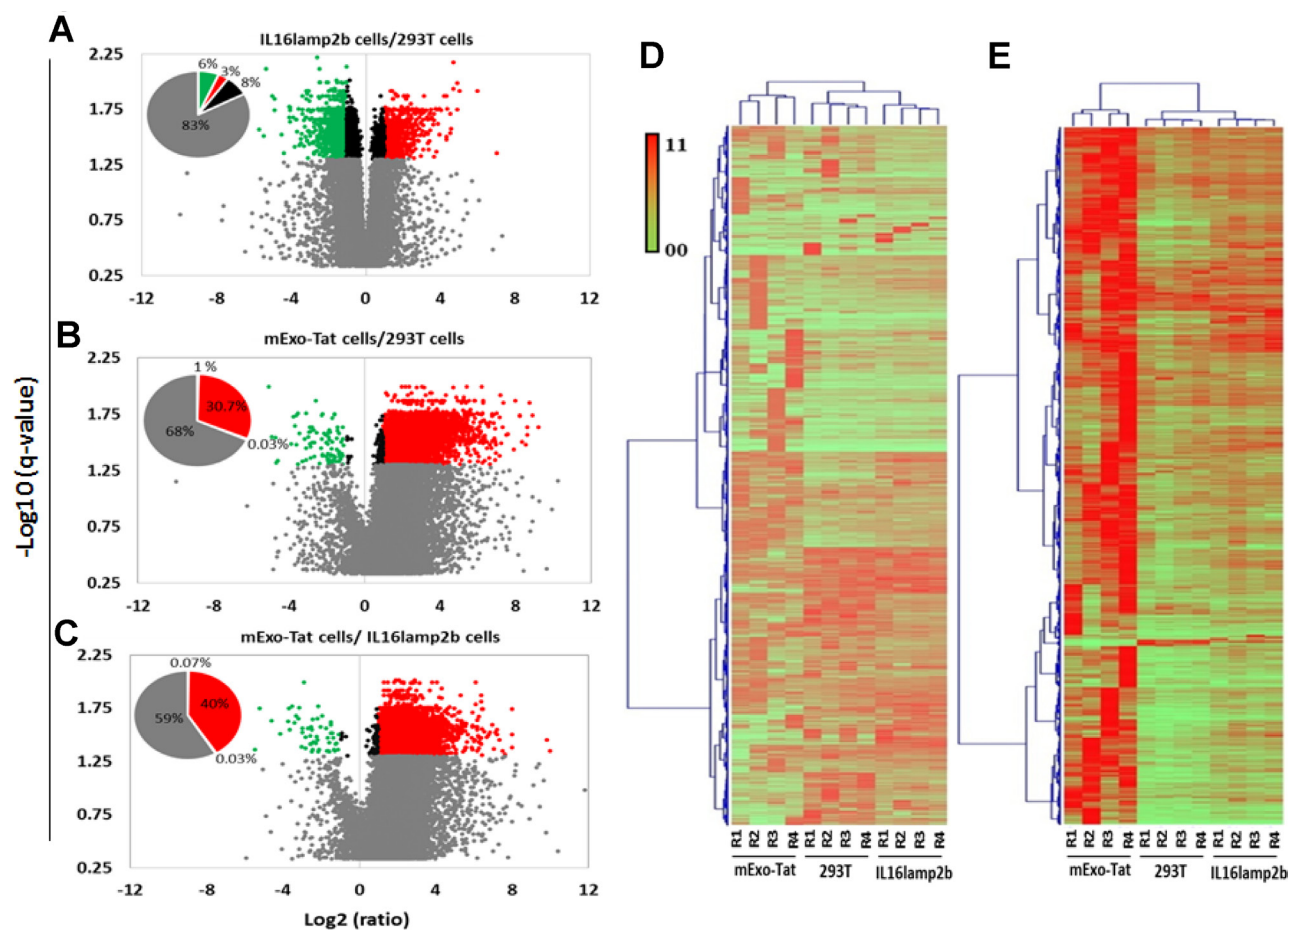 A
IL16lamp2b cells/293T cells
2.25
1.75
1.25
0.75
0.25
6%
3%
8%
83%
-12 -8 -4 0 4 8 12
B
mExo-Tat cells/293T cells
2.25
1.75
1.25
0.75
0.25
1 %
30.7%
68%
0.03%
-12 -8 -4 0 4 8 12
C
mExo-Tat cells/ IL16lamp2b cells
2.25
1.75
1.25
0.75
0.25
0.07%
40%
59%
0.03%
-12 -8 -4 0 4 8 12
Log2 (ratio)
-Log10 (q-value)
D
11
00
R1 R2 R3 R4 R1 R2 R3 R4 R1 R2 R3 R4
mExo-Tat 293T IL16lamp2b
E
R1 R2 R3 R4 R1 R2 R3 R4 R1 R2 R3 R4
mExo-Tat 293T IL16lamp2b